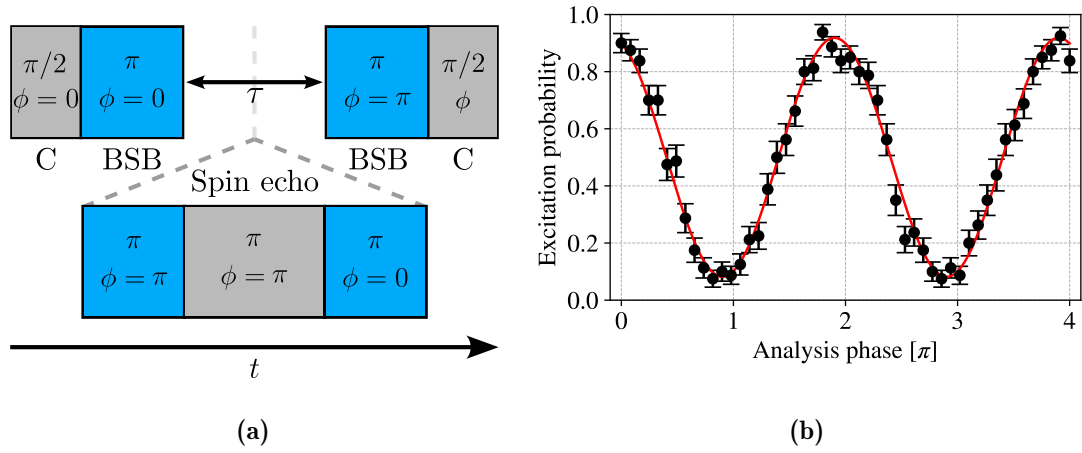 π/2 π π π/2
ϕ = 0 ϕ = 0 τ ϕ = π ϕ
C BSB BSB C
Spin echo
π π π
ϕ = π ϕ = π ϕ = 0
t
(a)
Excitation probability
1.0
0.8
0.6
0.4
0.2
0.0
0 1 2 3 4
Analysis phase [π]
(b)